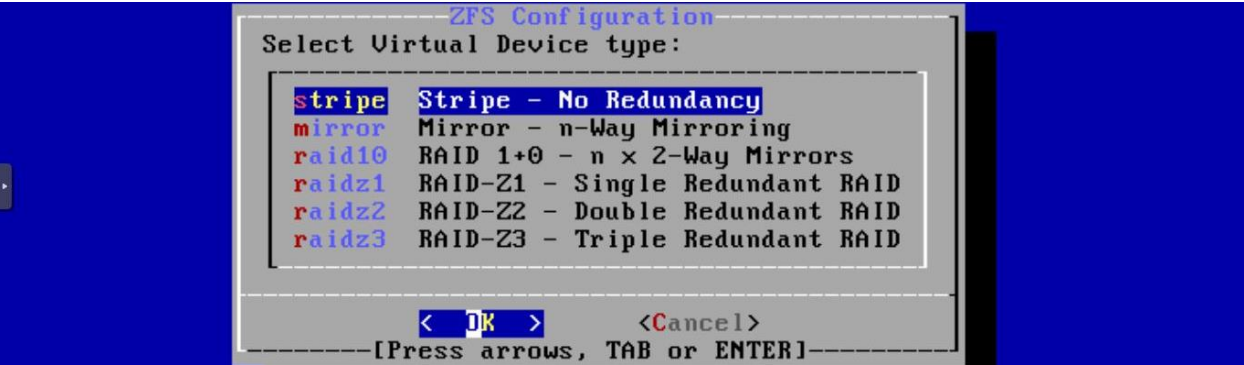 ZFS Configuration
Select Virtual Device type:
stripe Stripe - No Redundancy
mirror Mirror - n-Way Mirroring
raid10 RAID 1+0 - n x 2-Way Mirrors
raidz1 RAID-Z1 - Single Redundant RAID
raidz2 RAID-Z2 - Double Redundant RAID
raidz3 RAID-Z3 - Triple Redundant RAID
< OK > <Cancel>
[Press arrows, TAB or ENTER]